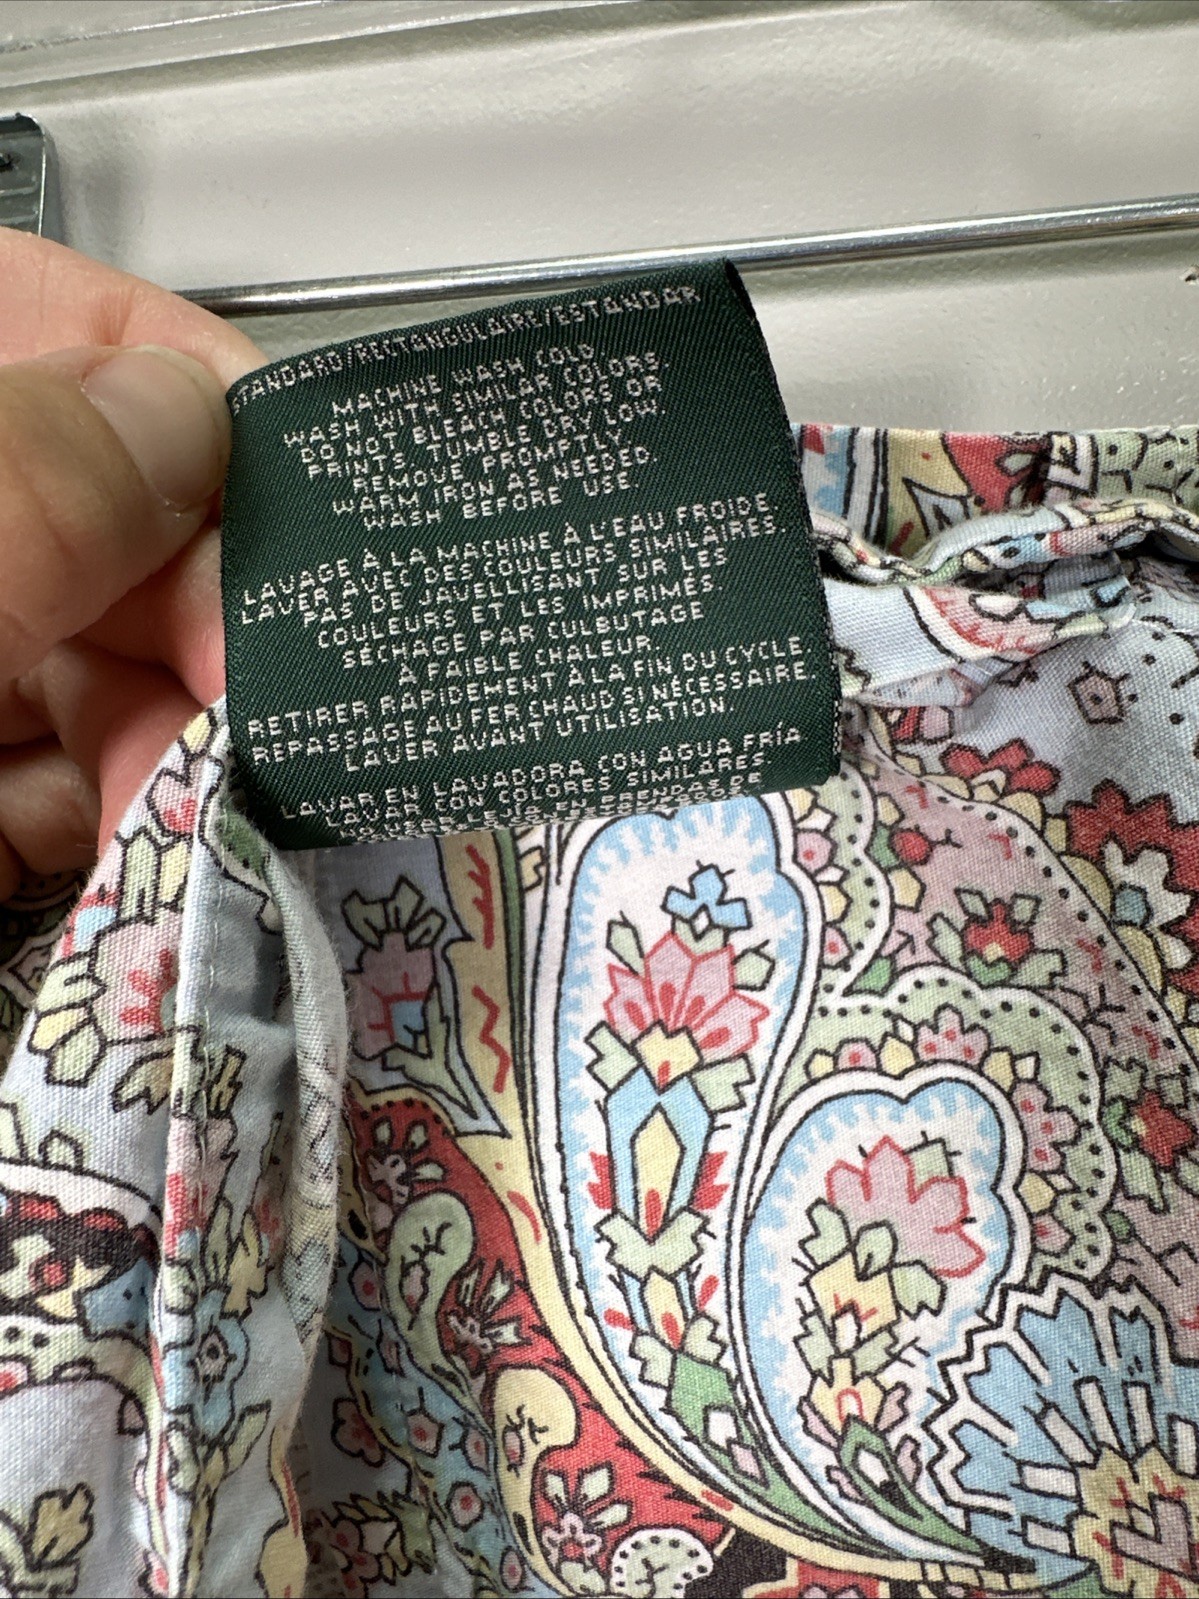 STANDARD/RECTANGULAIRE/ESTANDAR
MACHINE WASH COLD
WASH WITH SIMILAR COLORS
DO NOT BLEACH COLORS OR
PRINTS. TUMBLE DRY LOW.
REMOVE PROMPTLY.
WARM IRON AS NEEDED.
WASH BEFORE USE.
LAVAGE À LA MACHINE À L'EAU FROIDE
LAVER AVEC DES COULEURS SIMILAIRES.
PAS DE JAVELLISANT SUR LES
COULEURS ET LES IMPRIMÉS.
SÉCHAGE PAR CULBUTAGE
À FAIBLE CHALEUR.
RETIRER RAPIDEMENT À LA FIN DU CYCLE.
REPASSAGE AU FER CHAUD SI NÉCESSAIRE.
LAVER AVANT UTILISATION.
LAVAR EN LAVADORA CON AGUA FRÍA
LAVAR CON COLORES SIMILARES.
EN PRENDAS DE